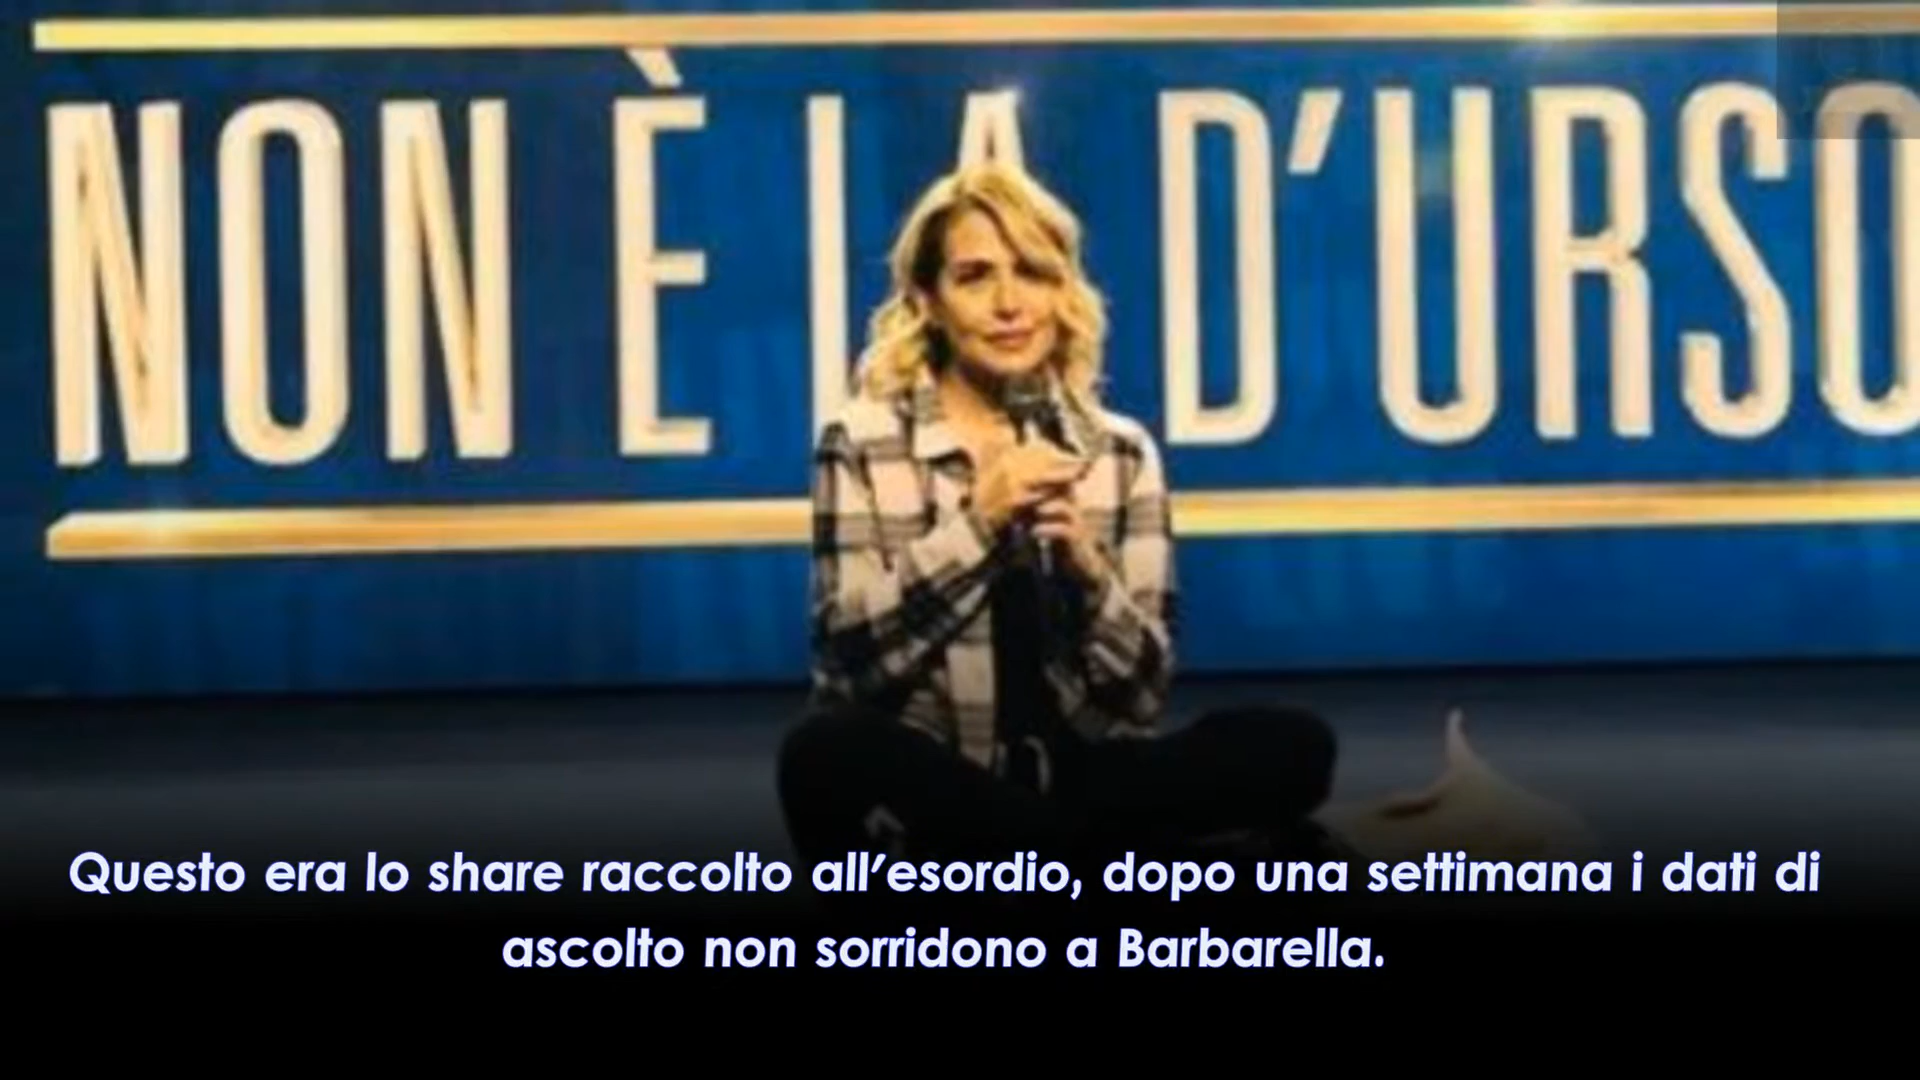 NON È LA D'URSO
Questo era lo share raccolto all'esordio, dopo una settimana i dati di
ascolto non sorridono a Barbarella.